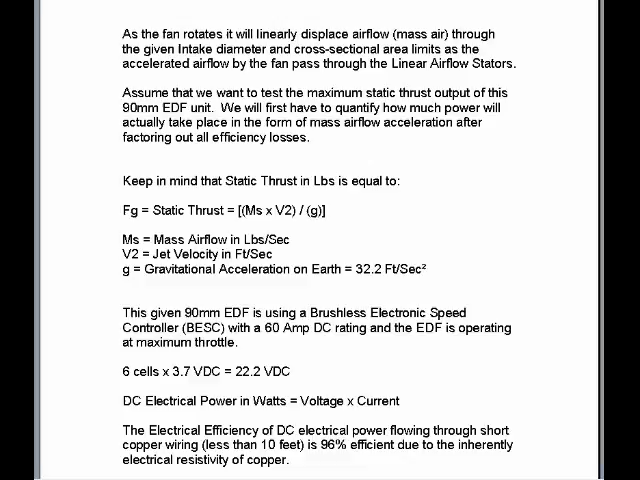 As the fan rotates it will linearly displace airflow (mass air) through
the given Intake diameter and cross-sectional area limits as the
accelerated airflow by the fan pass through the Linear Airflow Stators.
Assume that we want to test the maximum static thrust output of this
90mm EDF unit. We will first have to quantify how much power will
actually take place in the form of mass airflow acceleration after
factoring out all efficiency losses.
Keep in mind that Static Thrust in Lbs is equal to:
Fg = Static Thrust = [(Ms x V2) / (g)]
Ms = Mass Airflow in Lbs/Sec
V2 = Jet Velocity in Ft/Sec
g = Gravitational Acceleration on Earth = 32.2 Ft/Sec²
This given 90mm EDF is using a Brushless Electronic Speed
Controller (BESC) with a 60 Amp DC rating and the EDF is operating
at maximum throttle.
6 cells x 3.7 VDC = 22.2 VDC
DC Electrical Power in Watts = Voltage x Current
The Electrical Efficiency of DC electrical power flowing through short
copper wiring (less than 10 feet) is 96% efficient due to the inherently
electrical resistivity of copper.